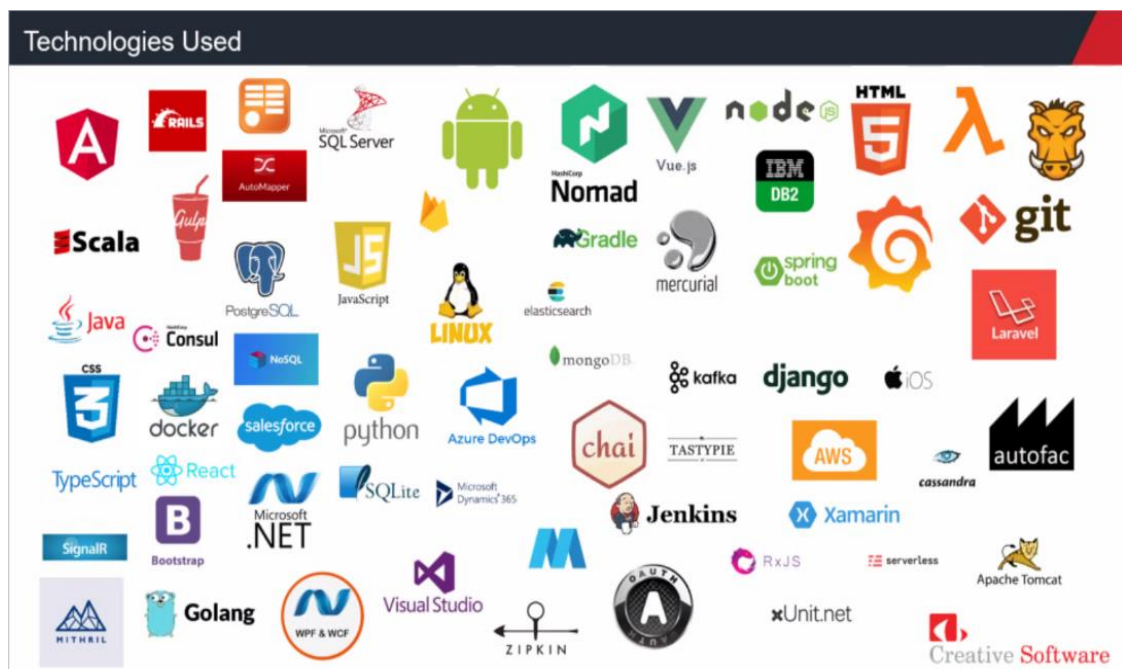 Technologies Used
RAILS
Microsoft®
SQL Server
AutoMapper
HashiCorp
Nomad
Vue.js
node
JS
IBM
DB2
HTML
5
git
Scala
Gulp
PostgreSQL
JS
JavaScript
LINUX
Gradle
elasticsearch
mercurial
spring
boot
Laravel
Java
HashiCorp
Consul
NoSQL
mongoDB
kafka
django
iOS
CSS
3
docker
salesforce
python
Azure DevOps
chai
TASTYPIE
AWS
cassandra
autofac
TypeScript
React
Microsoft
.NET
SQLite
Microsoft
Dynamics 365
Jenkins
Xamarin
SignalR
B
Bootstrap
Visual Studio
RxJS
serverless
Apache Tomcat
MITHRIL
Golang
WPF & WCF
ZIPKIN
OAUTH
A
AUTH
xUnit.net
Creative Software